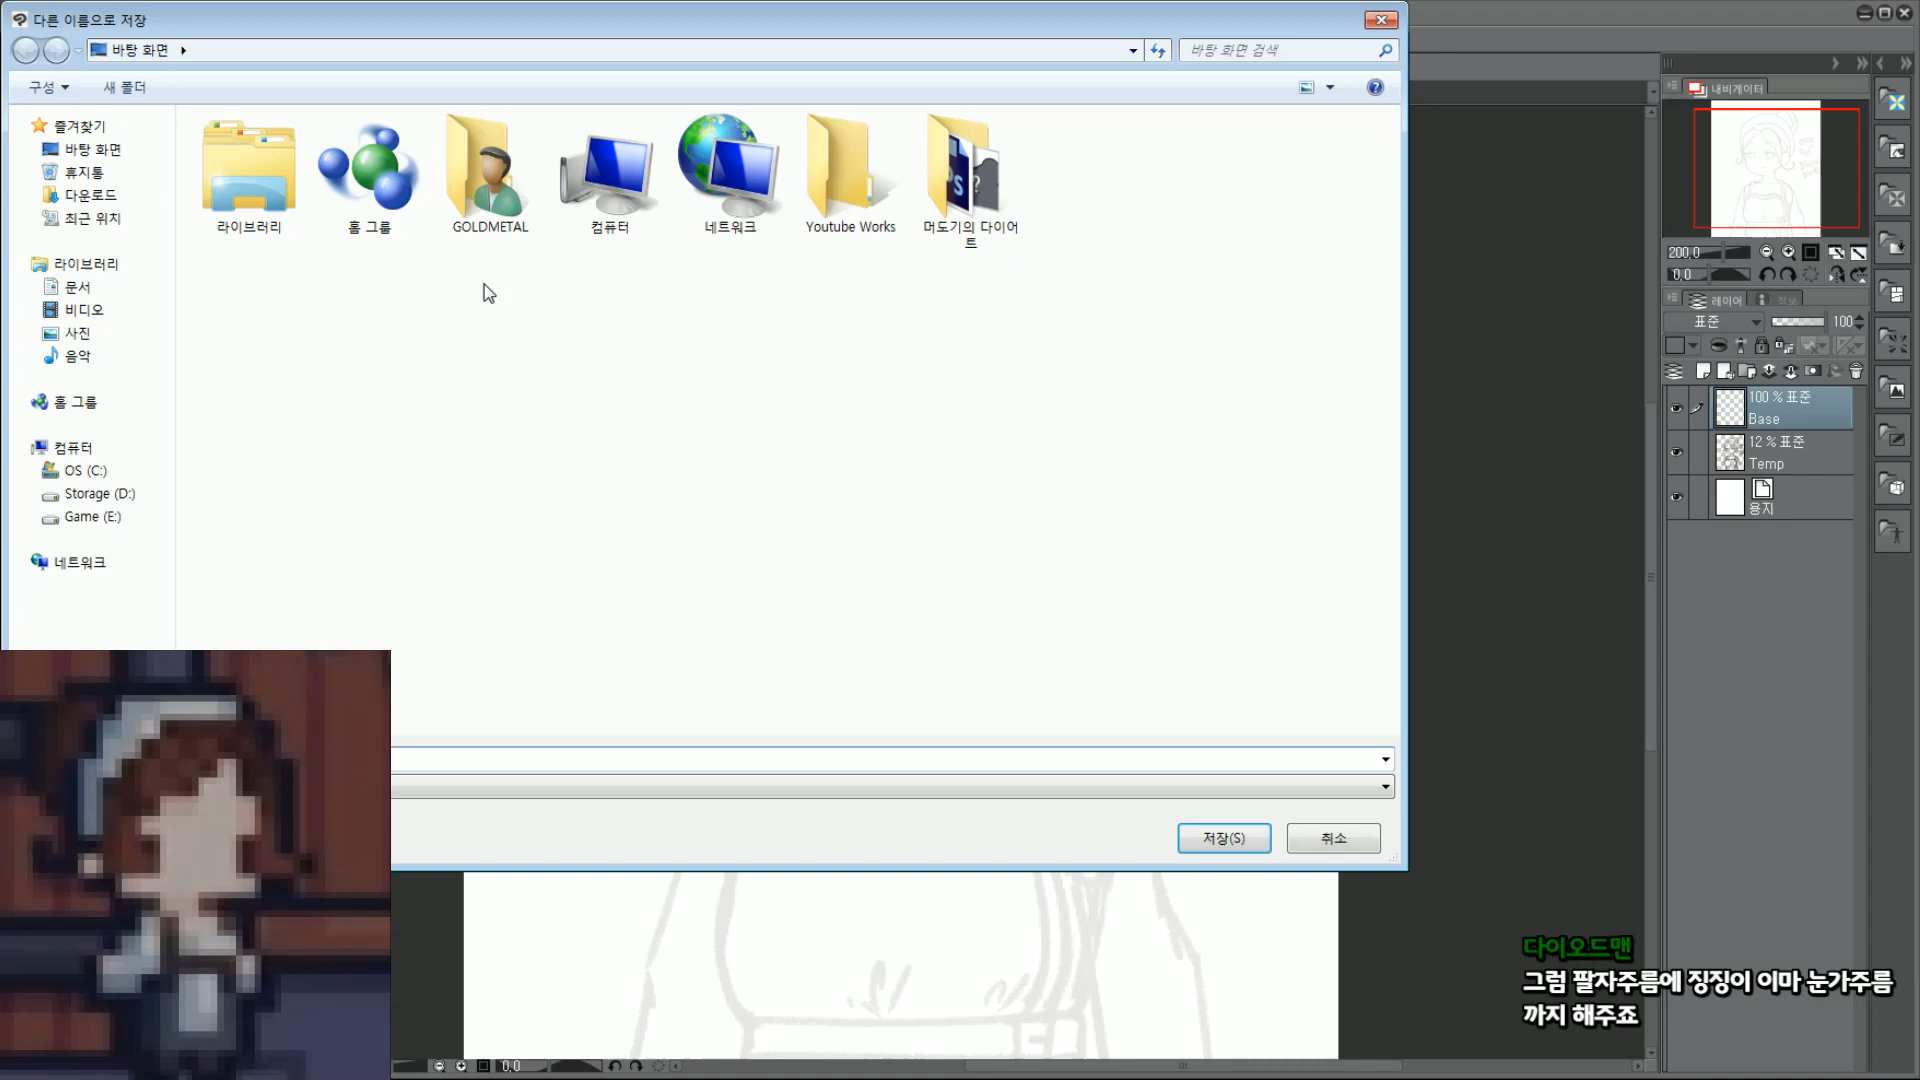 다른 이름으로 저장
바탕 화면
바탕 화면 검색
구성
새 폴더
즐겨찾기
바탕 화면
휴지통
다운로드
최근 위치
라이브러리
문서
비디오
사진
음악
홈 그룹
컴퓨터
OS (C:)
Storage (D:)
Game (E:)
네트워크
라이브러리
홈 그룹
GOLDMETAL
컴퓨터
네트워크
Youtube Works
머도기의 다이어
트
저장(S)
취소
내비게이터
200.0
0.0
레이어
정보
표준
100
100 % 표준
Base
12 % 표준
Temp
용지
0.0
다이오드맨
그럼 팔자주름에 징징이 이마 눈가주름
까지 해주죠